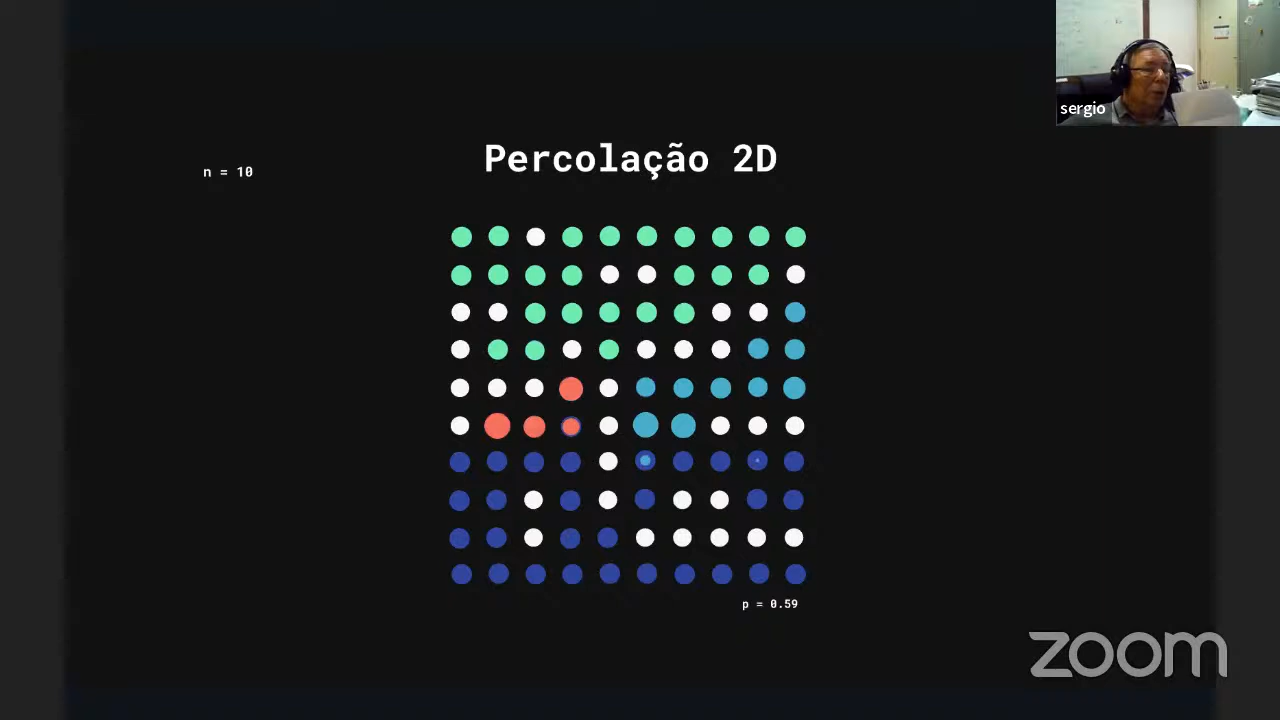 sergio
Percolação 2D
n = 10
p = 0.59
zoom